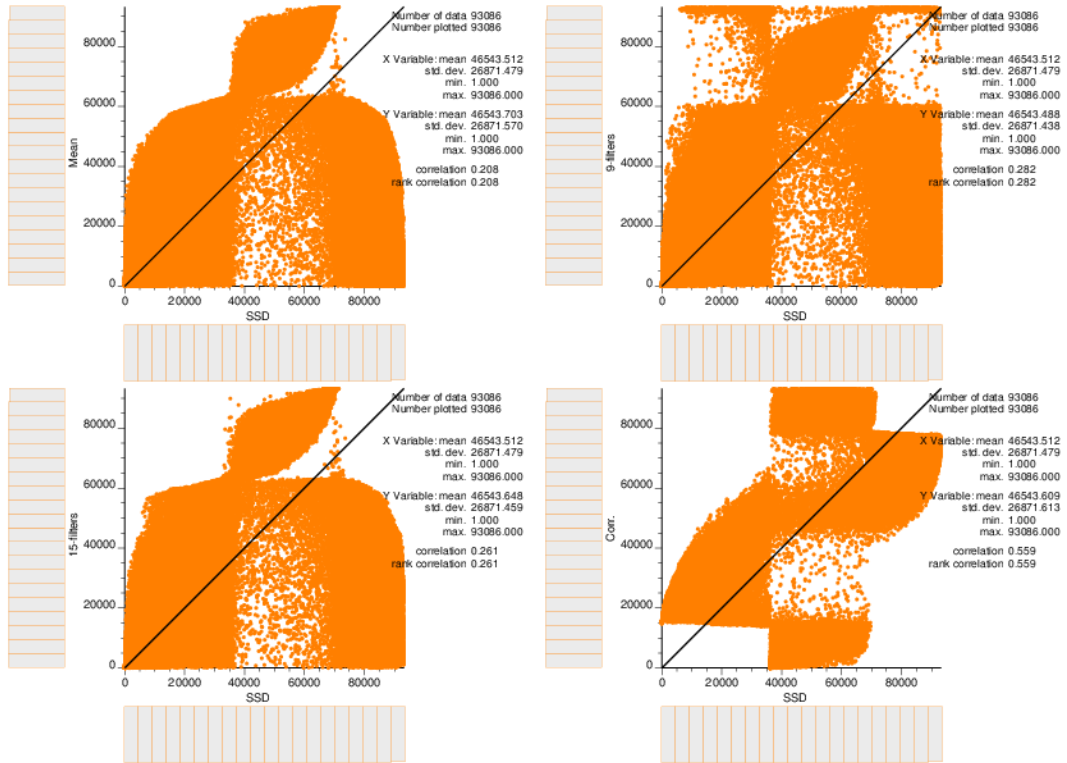 Number of data 93086
Number plotted 93086
X Variable: mean 46543.512
std. dev. 26871.479
min. 1.000
max. 93086.000
Y Variable: mean 46543.703
std. dev. 26871.570
min. 1.000
max. 93086.000
correlation 0.208
rank correlation 0.208
Mean
80000
60000
40000
20000
0
0 20000 40000 60000 80000
SSD
Number of data 93086
Number plotted 93086
X Variable: mean 46543.512
std. dev. 26871.479
min. 1.000
max. 93086.000
Y Variable: mean 46543.488
std. dev. 26871.438
min. 1.000
max. 93086.000
correlation 0.282
rank correlation 0.282
9-filters
80000
60000
40000
20000
0
0 20000 40000 60000 80000
SSD
Number of data 93086
Number plotted 93086
X Variable: mean 46543.512
std. dev. 26871.479
min. 1.000
max. 93086.000
Y Variable: mean 46543.648
std. dev. 26871.459
min. 1.000
max. 93086.000
correlation 0.261
rank correlation 0.261
15-filters
80000
60000
40000
20000
0
0 20000 40000 60000 80000
SSD
Number of data 93086
Number plotted 93086
X Variable: mean 46543.512
std. dev. 26871.479
min. 1.000
max. 93086.000
Y Variable: mean 46543.609
std. dev. 26871.613
min. 1.000
max. 93086.000
correlation 0.559
rank correlation 0.559
Corr.
80000
60000
40000
20000
0
0 20000 40000 60000 80000
SSD